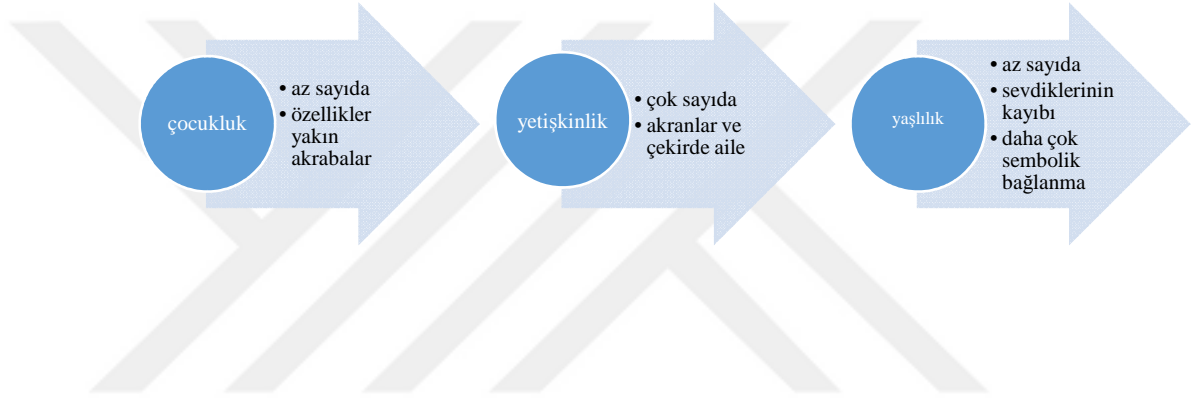 çocukluk
• az sayıda
• özellikler
yakın
akrabalar
yetişkinlik
• çok sayıda
• akranlar ve
çekirde aile
yaşlılık
• az sayıda
• sevdiklerinin
kayıbı
• daha çok
sembolik
bağlanma